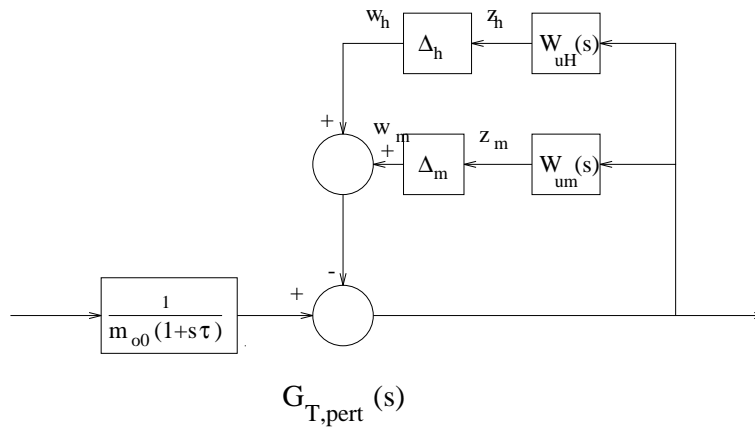 w_h z_h
Δ_h W_uH(s)
+ w_m z_m
+
Δ_m W_um(s)
-
+
1
m_o0 (1+sτ)
G_T,pert (s)